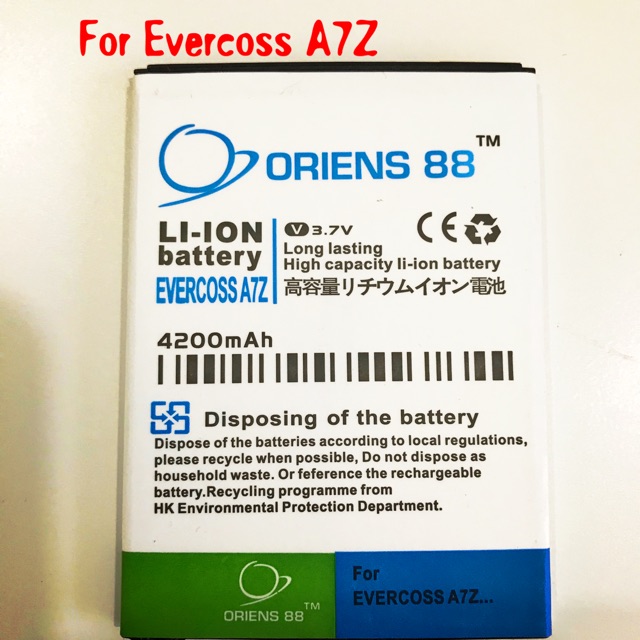 For Evercoss A7Z
ORIENS 88™
LI-ION
battery
EVERCOSS A7Z
V 3.7V
Long lasting
High capacity li-ion battery
高容量リチウムイオン電池
CE
4200mAh
Disposing of the battery
Dispose of the batteries according to local regulations,
please recycle when possible, Do not dispose as
household waste. Or feference the rechargeable
battery.Recycling programme from
HK Environmental Protection Department.
ORIENS 88™
For
EVERCOSS A7Z...